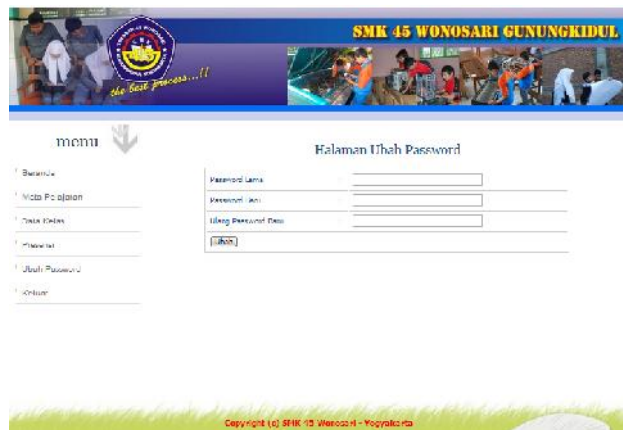 SMK 45 WONOSARI GUNUNGKIDUL
the best process...!!
menu
Halaman Ubah Password
Beranda
Mata Pelajaran
Data Kelas
Presensi
Ubah Password
Keluar
Password Lama :
Password Baru :
Ulang Password Baru :
Ubah
Copyright (c) SMK 45 Wonosari - Yogyakarta